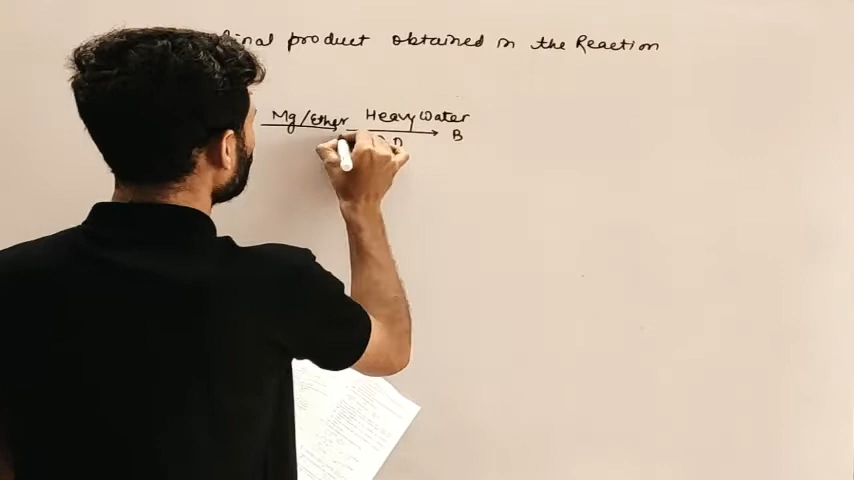 product obtained in the Reaction
Mg/Ether Heavy Water
B